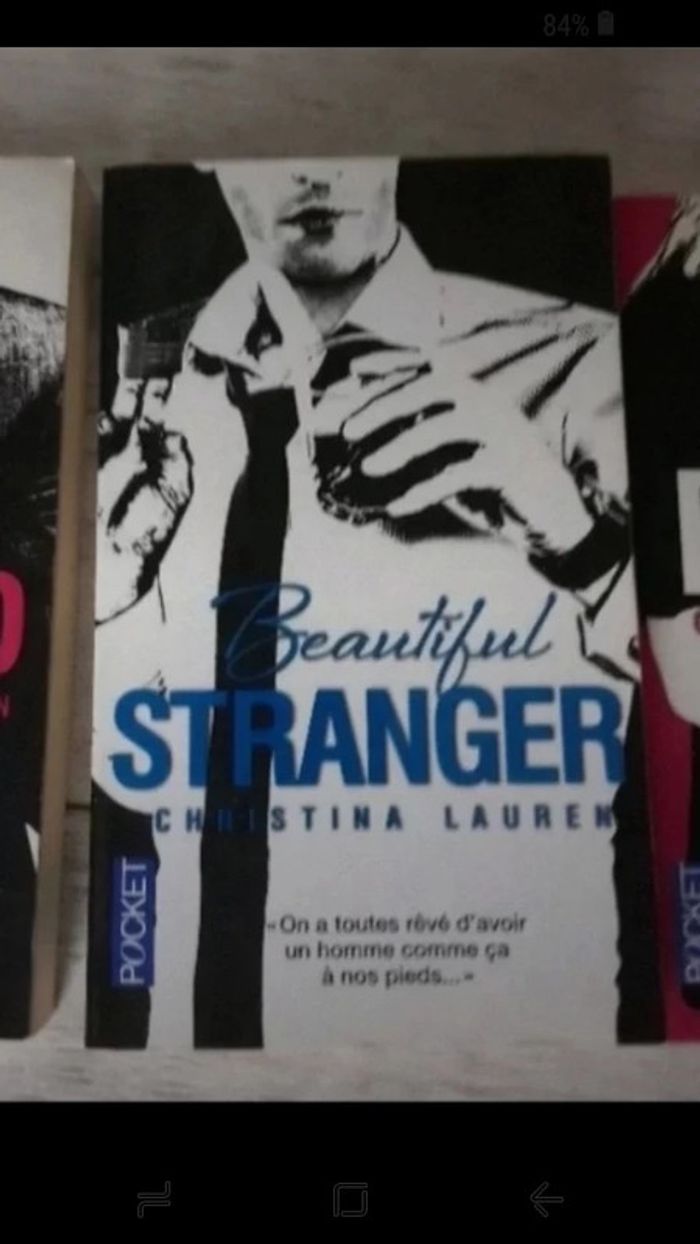 84%
Beautiful
STRANGER
CHRISTINA LAUREN
POCKET
«On a toutes rêvé d'avoir
un homme comme ça
à nos pieds...»
POCKET